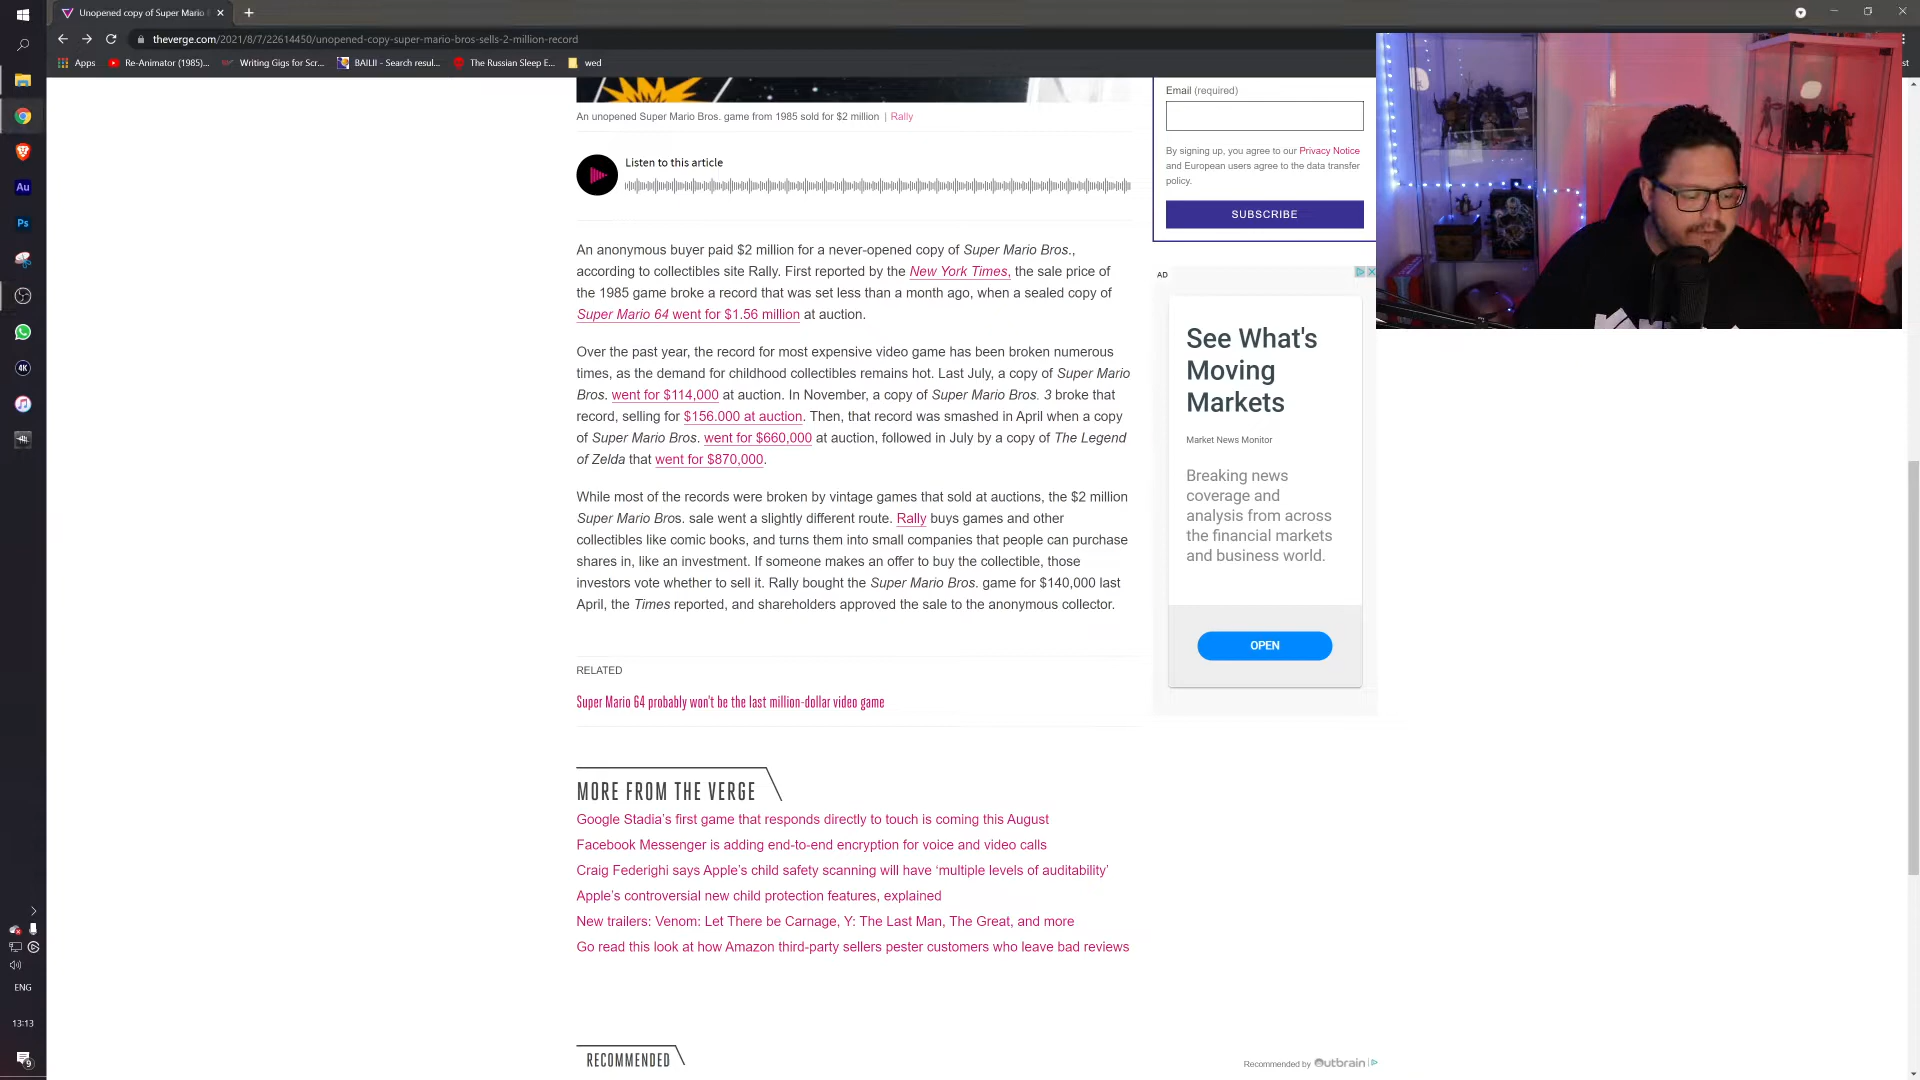 Unopened copy of Super Mario
theverge.com/2021/8/7/22614450/unopened-copy-super-mario-bros-sells-2-million-record
Apps
Re-Animator (1985)...
Writing Gigs for Scr...
BAILII - Search resul...
The Russian Sleep E...
wed
An unopened Super Mario Bros. game from 1985 sold for $2 million | Rally
Listen to this article
An anonymous buyer paid $2 million for a never-opened copy of Super Mario Bros.,
according to collectibles site Rally. First reported by the New York Times, the sale price of
the 1985 game broke a record that was set less than a month ago, when a sealed copy of
Super Mario 64 went for $1.56 million at auction.
Over the past year, the record for most expensive video game has been broken numerous
times, as the demand for childhood collectibles remains hot. Last July, a copy of Super Mario
Bros. went for $114,000 at auction. In November, a copy of Super Mario Bros. 3 broke that
record, selling for $156.000 at auction. Then, that record was smashed in April when a copy
of Super Mario Bros. went for $660,000 at auction, followed in July by a copy of The Legend
of Zelda that went for $870,000.
While most of the records were broken by vintage games that sold at auctions, the $2 million
Super Mario Bros. sale went a slightly different route. Rally buys games and other
collectibles like comic books, and turns them into small companies that people can purchase
shares in, like an investment. If someone makes an offer to buy the collectible, those
investors vote whether to sell it. Rally bought the Super Mario Bros. game for $140,000 last
April, the Times reported, and shareholders approved the sale to the anonymous collector.
RELATED
Super Mario 64 probably won't be the last million-dollar video game
MORE FROM THE VERGE
Google Stadia's first game that responds directly to touch is coming this August
Facebook Messenger is adding end-to-end encryption for voice and video calls
Craig Federighi says Apple's child safety scanning will have 'multiple levels of auditability'
Apple's controversial new child protection features, explained
New trailers: Venom: Let There be Carnage, Y: The Last Man, The Great, and more
Go read this look at how Amazon third-party sellers pester customers who leave bad reviews
RECOMMENDED
Recommended by Outbrain
Email (required)
By signing up, you agree to our Privacy Notice
and European users agree to the data transfer
policy.
SUBSCRIBE
AD
See What's
Moving
Markets
Market News Monitor
Breaking news
coverage and
analysis from across
the financial markets
and business world.
OPEN
Au
Ps
4K
ENG
13:13
9